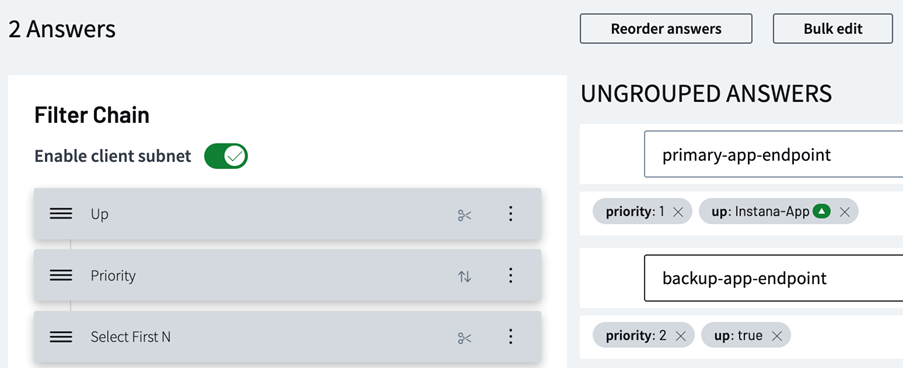 2 Answers
Reorder answers
Bulk edit
Filter Chain
Enable client subnet
Up
Priority
Select First N
UNGROUPED ANSWERS
primary-app-endpoint
priority: 1
up: Instana-App
backup-app-endpoint
priority: 2
up: true